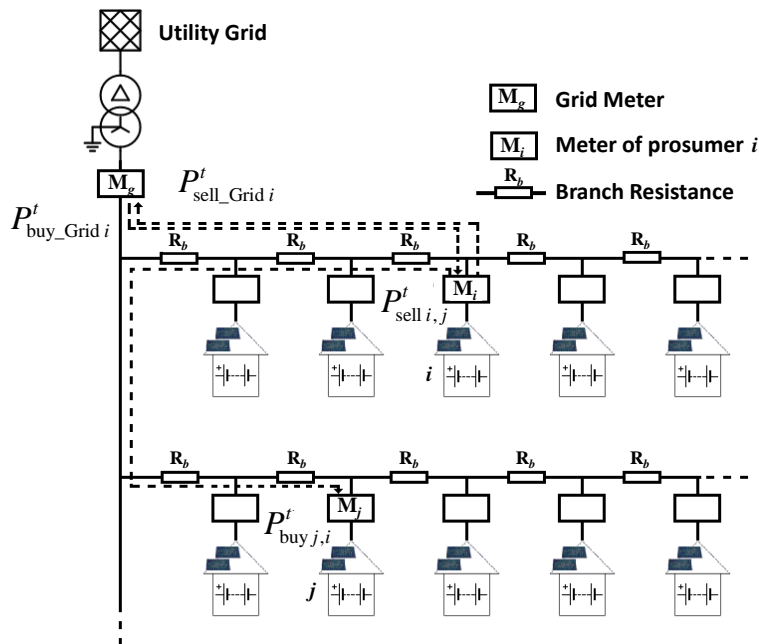 Utility Grid
M_g Grid Meter
M_i Meter of prosumer i
R_b
Branch Resistance
M_g
P^t_sell_Grid i
P^t_buy_Grid i
R_b R_b R_b R_b R_b
M_i
P^t_sell i,j
i
R_b R_b R_b R_b R_b
M_j
P^t_buy j,i
j